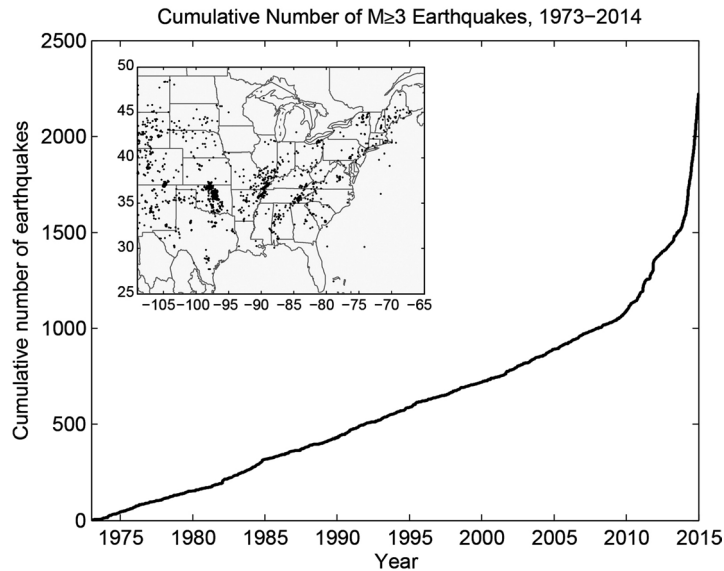 Cumulative Number of M≥3 Earthquakes, 1973−2014
2500
2000
1500
1000
500
0
Cumulative number of earthquakes
50
45
40
35
30
25
−105−100 −95 −90 −85 −80 −75 −70 −65
1975 1980 1985 1990 1995 2000 2005 2010 2015
Year